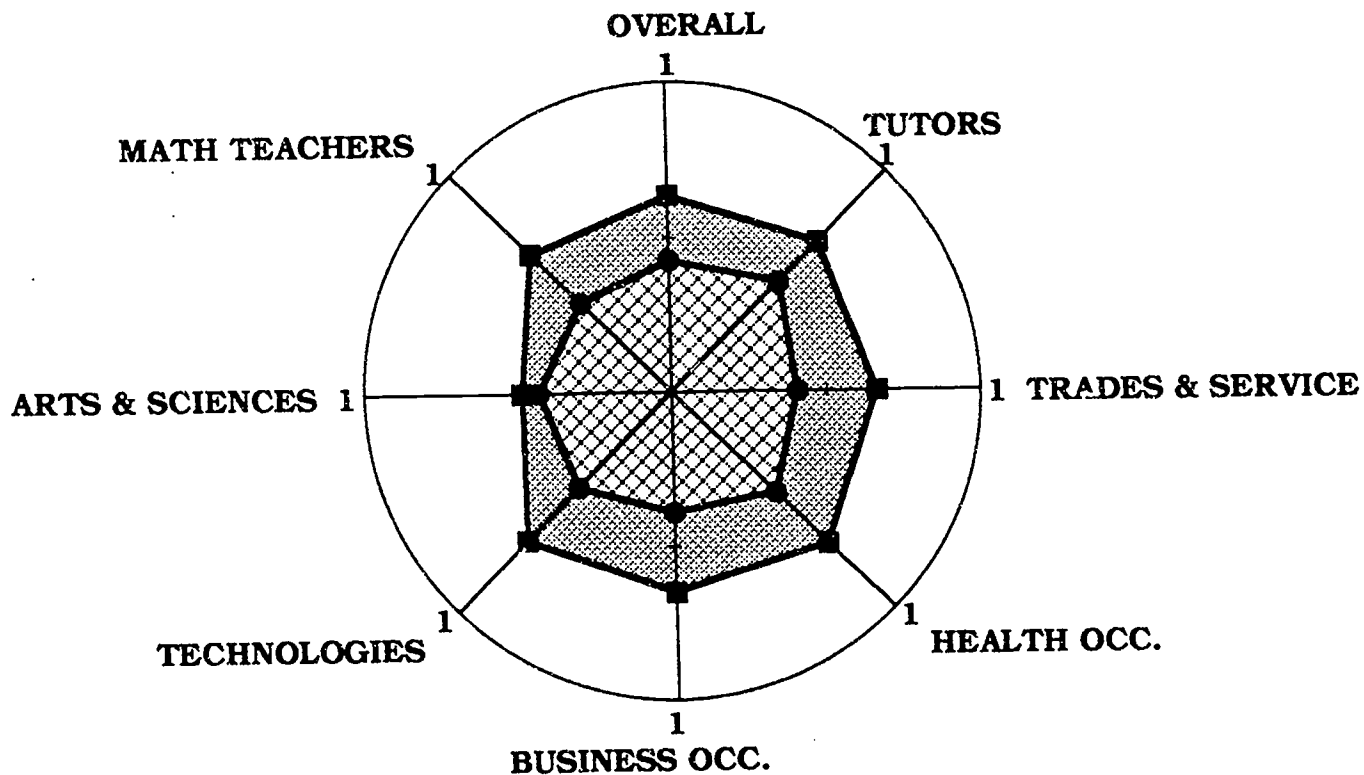 OVERALL
1
TUTORS
1
MATH TEACHERS
1
ARTS & SCIENCES 1
1 TRADES & SERVICE
1
TECHNOLOGIES
1
HEALTH OCC.
1
BUSINESS OCC.